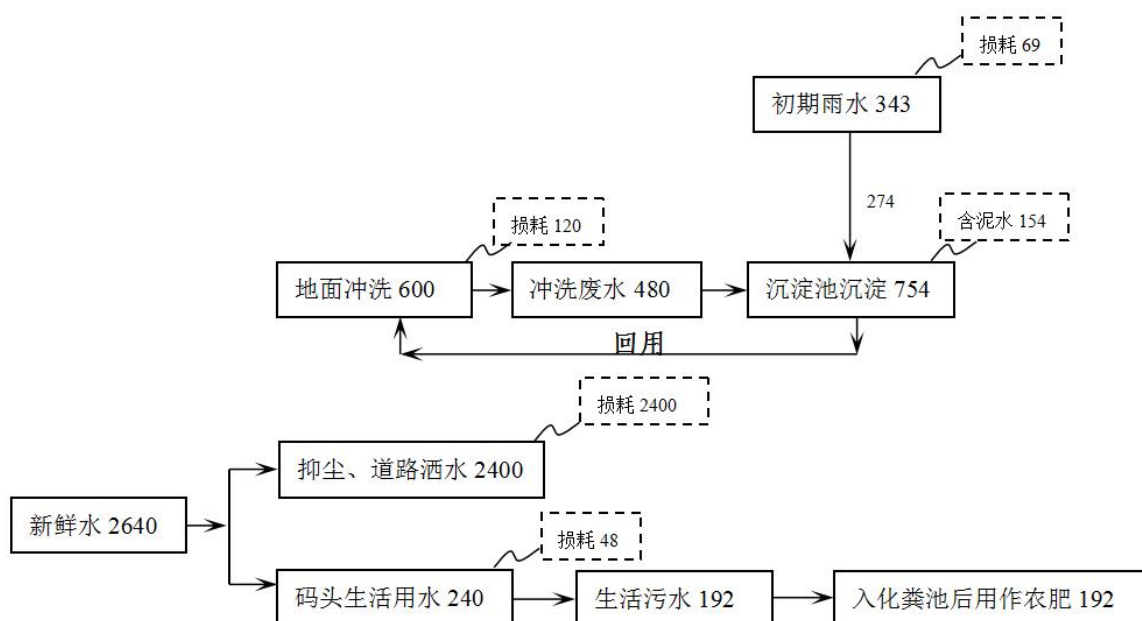 损耗 69
初期雨水 343
274
损耗 120
含泥水 154
地面冲洗 600
冲洗废水 480
沉淀池沉淀 754
回用
损耗 2400
抑尘、道路洒水 2400
新鲜水 2640
损耗 48
码头生活用水 240
生活污水 192
入化粪池后用作农肥 192